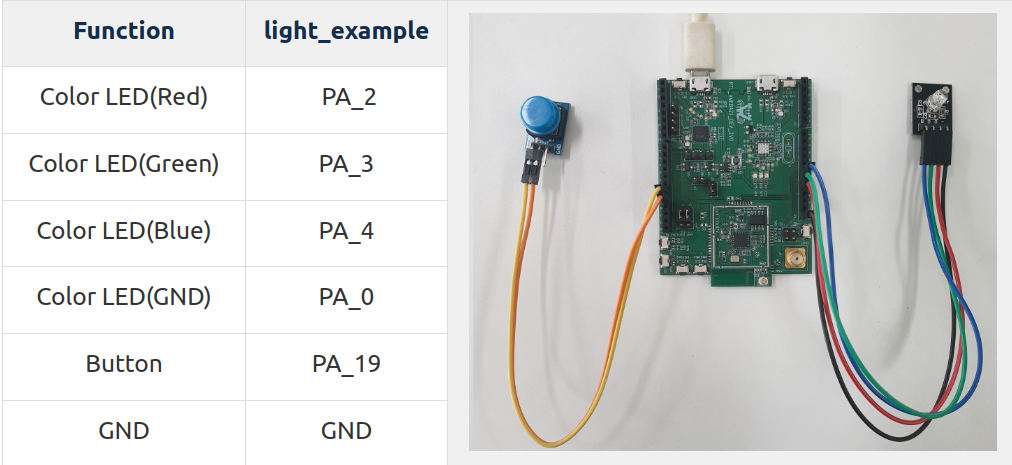 Function light_example
Color LED(Red) PA_2
Color LED(Green) PA_3
Color LED(Blue) PA_4
Color LED(GND) PA_0
Button PA_19
GND GND